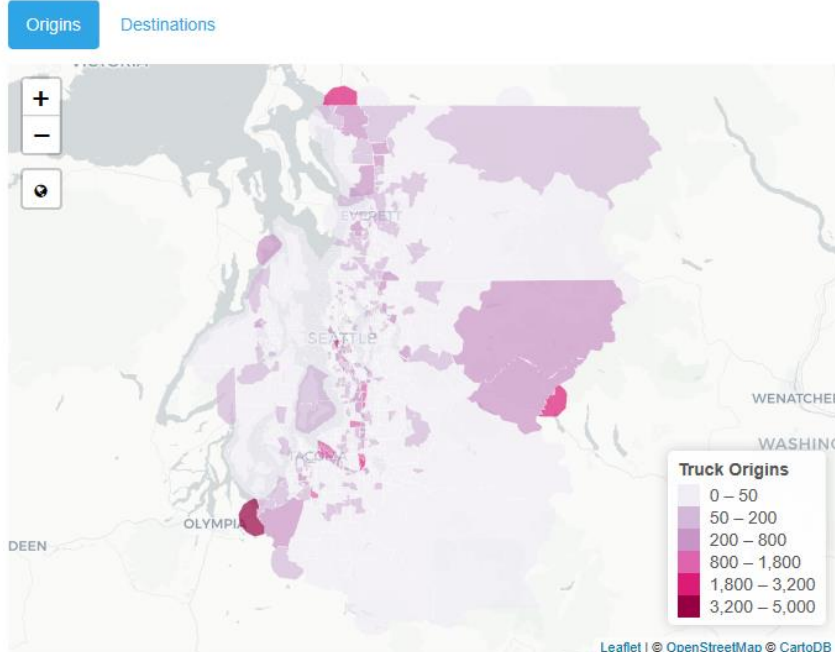 Origins
Destinations
VICTORIA
+
−
EVERETT
SEATTLE
WENATCHE
WASHING
TACOMA
OLYMPIA
DEEN
Truck Origins
0 – 50
50 – 200
200 – 800
800 – 1,800
1,800 – 3,200
3,200 – 5,000
Leaflet | © OpenStreetMap © CartoDB